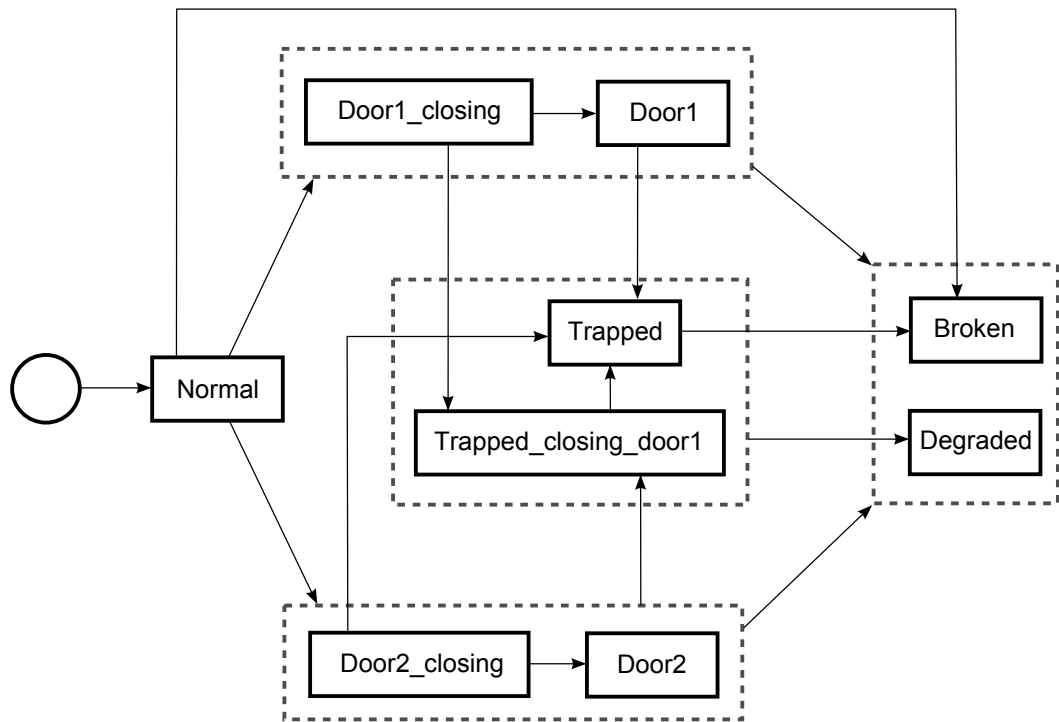 Door1_closing
Door1
Trapped
Broken
Normal
Trapped_closing_door1
Degraded
Door2_closing
Door2